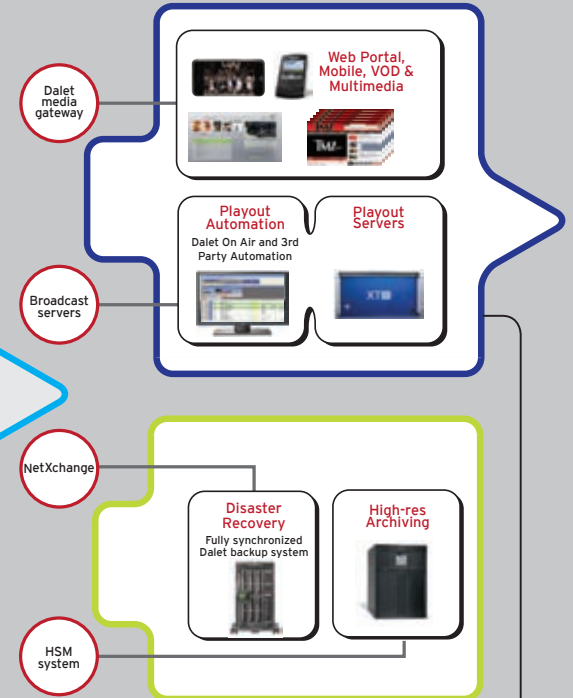 Web Portal,
Mobile, VOD &
Multimedia
Dalet
media
gateway
TMZ
Playout
Automation
Dalet On Air and 3rd
Party Automation
Playout
Servers
Broadcast
servers
XT
NetXchange
Disaster
Recovery
Fully synchronized
Dalet backup system
High-res
Archiving
HSM
system